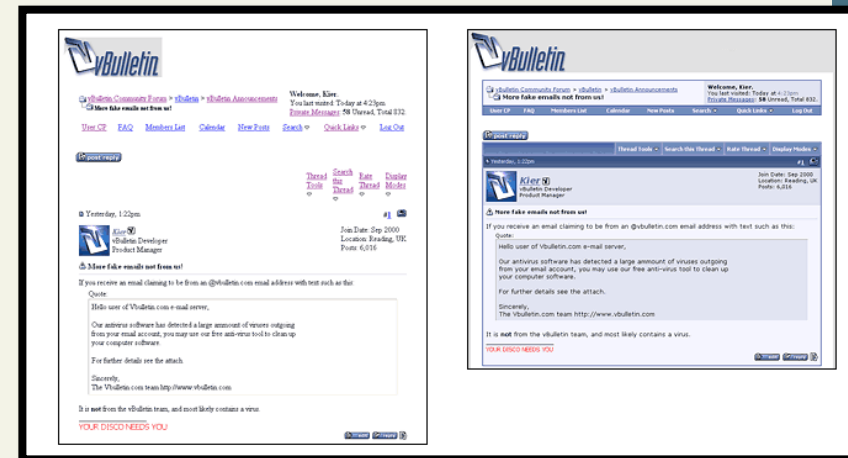 vBulletin
vBulletin Community Forum > vBulletin > vBulletin Announcements
More fake emails not from us!
Welcome, Kier.
You last visited: Today at 4:23pm
Private Messages: 58 Unread, Total 832.
User CP FAQ Members List Calendar New Posts Search Quick Links Log Out
post reply
Thread Tools
Search this Thread
Rate Thread
Display Modes
Yesterday, 1:22pm
#1
Kier
vBulletin Developer
Product Manager
Join Date: Sep 2000
Location: Reading, UK
Posts: 6,016
More fake emails not from us!
If you receive an email claiming to be from an @vbulletin.com email address with text such as this:
Quote:
Hello user of Vbulletin.com e-mail server,
Our antivirus software has detected a large ammount of viruses outgoing
from your email account, you may use our free anti-virus tool to clean up
your computer software.
For further details see the attach.
Sincerely,
The Vbulletin.com team http://www.vbulletin.com
It is not from the vBulletin team, and most likely contains a virus.
YOUR DISCO NEEDS YOU
vBulletin
vBulletin Community Forum > vBulletin > vBulletin Announcements
More fake emails not from us!
Welcome, Kier.
You last visited: Today at 4:23pm
Private Messages: 58 Unread, Total 832.
User CP FAQ Members List Calendar New Posts Search Quick Links Log Out
post reply
Thread Tools Search this Thread Rate Thread Display Modes
Yesterday, 1:22pm
#1
Kier
vBulletin Developer
Product Manager
Join Date: Sep 2000
Location: Reading, UK
Posts: 6,016
More fake emails not from us!
If you receive an email claiming to be from an @vbulletin.com email address with text such as this:
Quote:
Hello user of Vbulletin.com e-mail server,
Our antivirus software has detected a large ammount of viruses outgoing
from your email account, you may use our free anti-virus tool to clean up
your computer software.
For further details see the attach.
Sincerely,
The Vbulletin.com team http://www.vbulletin.com
It is not from the vBulletin team, and most likely contains a virus.
YOUR DISCO NEEDS YOU